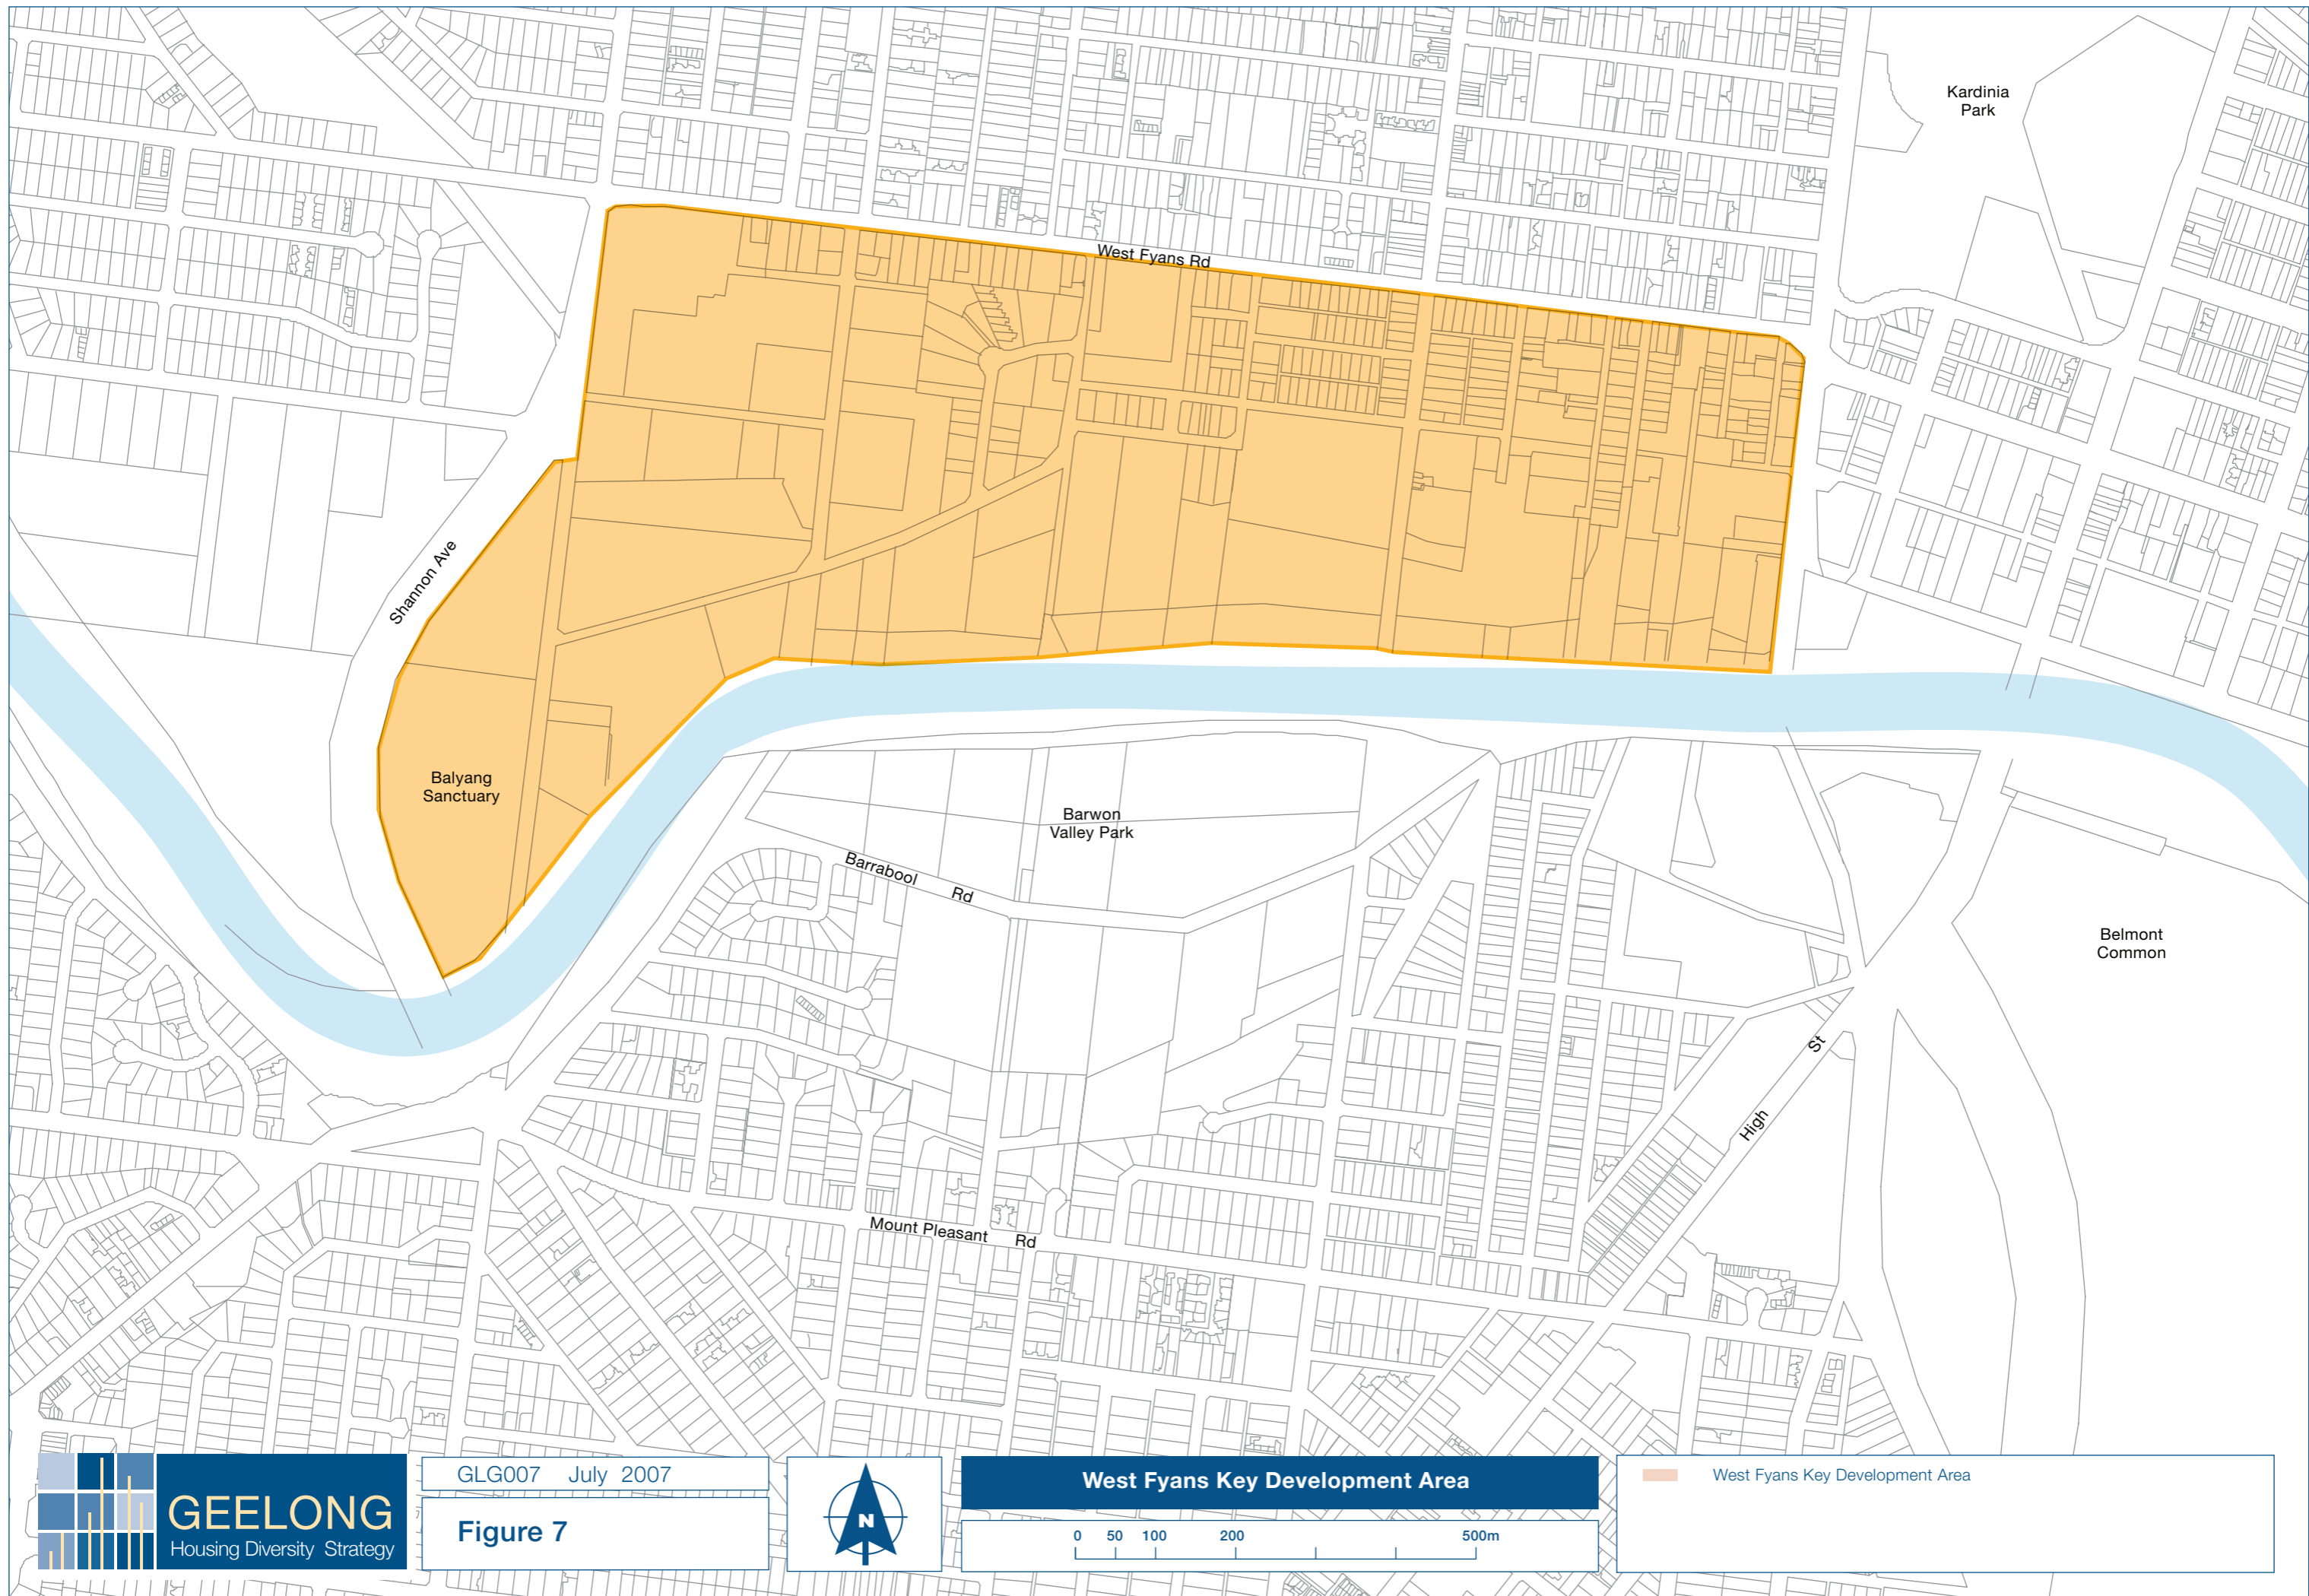 Kardinia
Park
West Fyans Rd
Shannon Ave
Balyang
Sanctuary
Barwon
Valley Park
Barrabool Rd
Belmont
Common
High St
Mount Pleasant Rd
GEELONG
Housing Diversity Strategy
GLG007 July 2007
Figure 7
N
West Fyans Key Development Area
0 50 100 200 500m
West Fyans Key Development Area